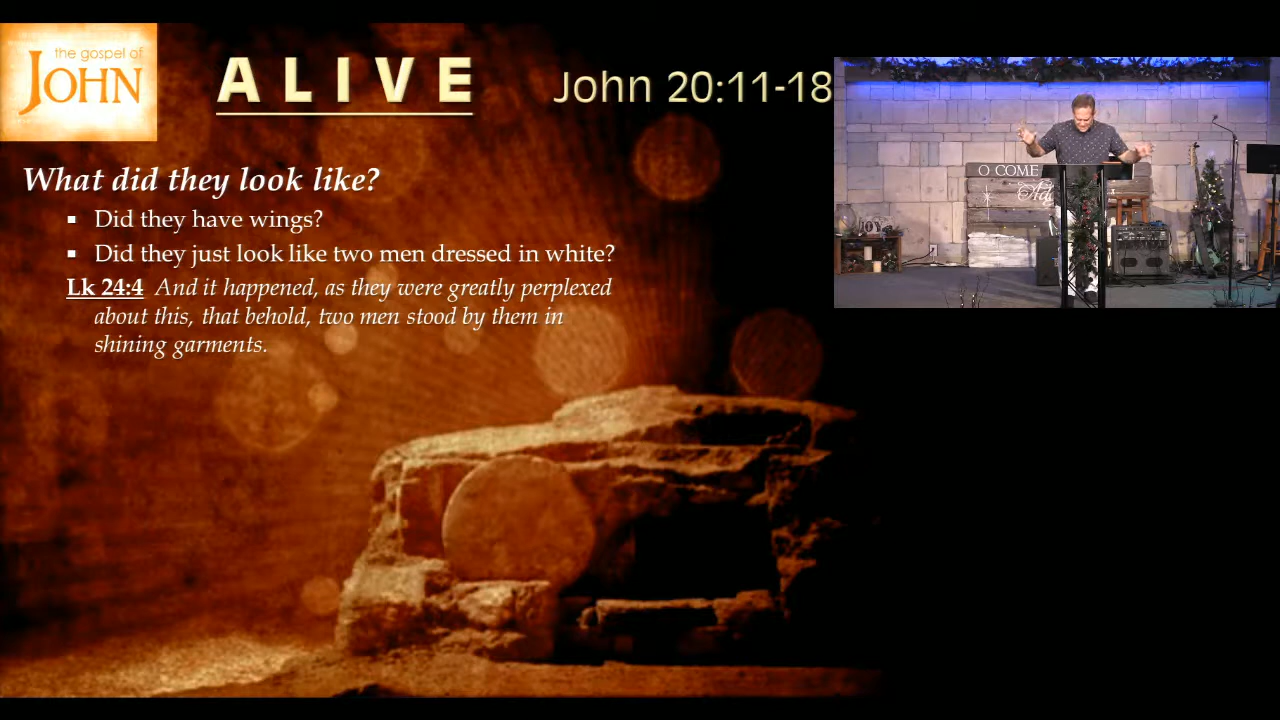 the gospel of
JOHN
ALIVE
John 20:11-18
What did they look like?
▪ Did they have wings?
▪ Did they just look like two men dressed in white?
Lk 24:4 And it happened, as they were greatly perplexed
about this, that behold, two men stood by them in
shining garments.
O COME
JOY